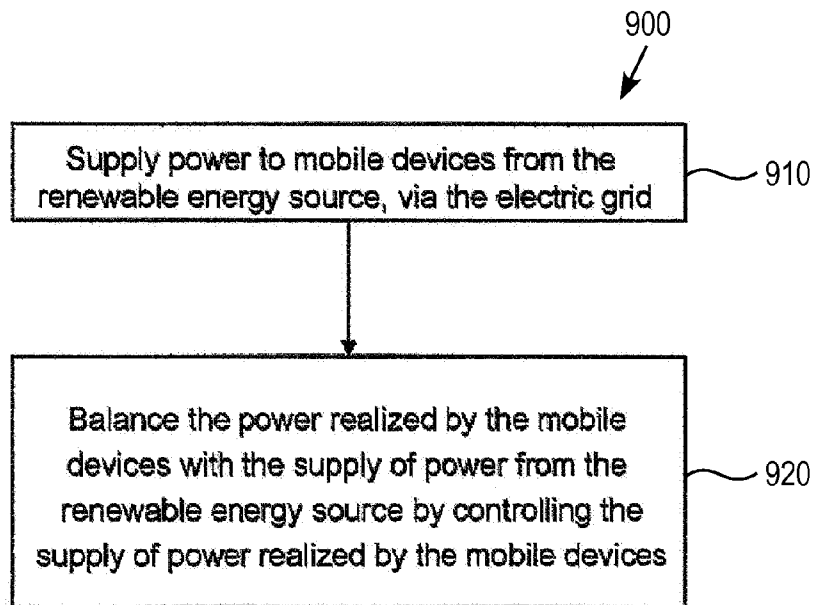 900
Supply power to mobile devices from the
renewable energy source, via the electric grid
910
Balance the power realized by the mobile
devices with the supply of power from the
renewable energy source by controlling the
supply of power realized by the mobile devices
920